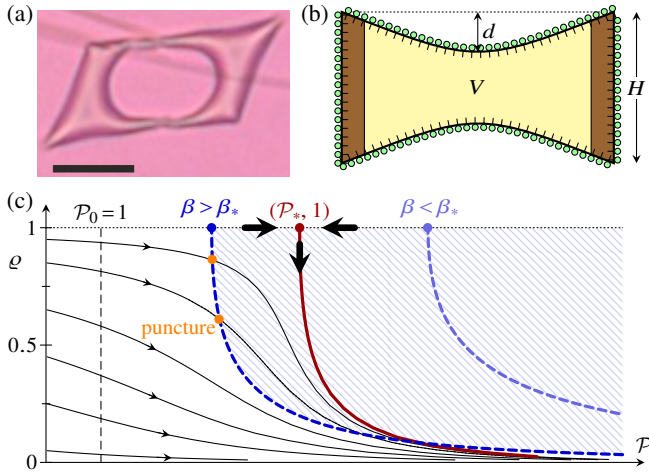 (a)
(b)
d
V
H
(c)
𝒫₀ = 1
β > β*
(𝒫*, 1)
β < β*
1
ϱ
puncture
0.5
0
𝒫